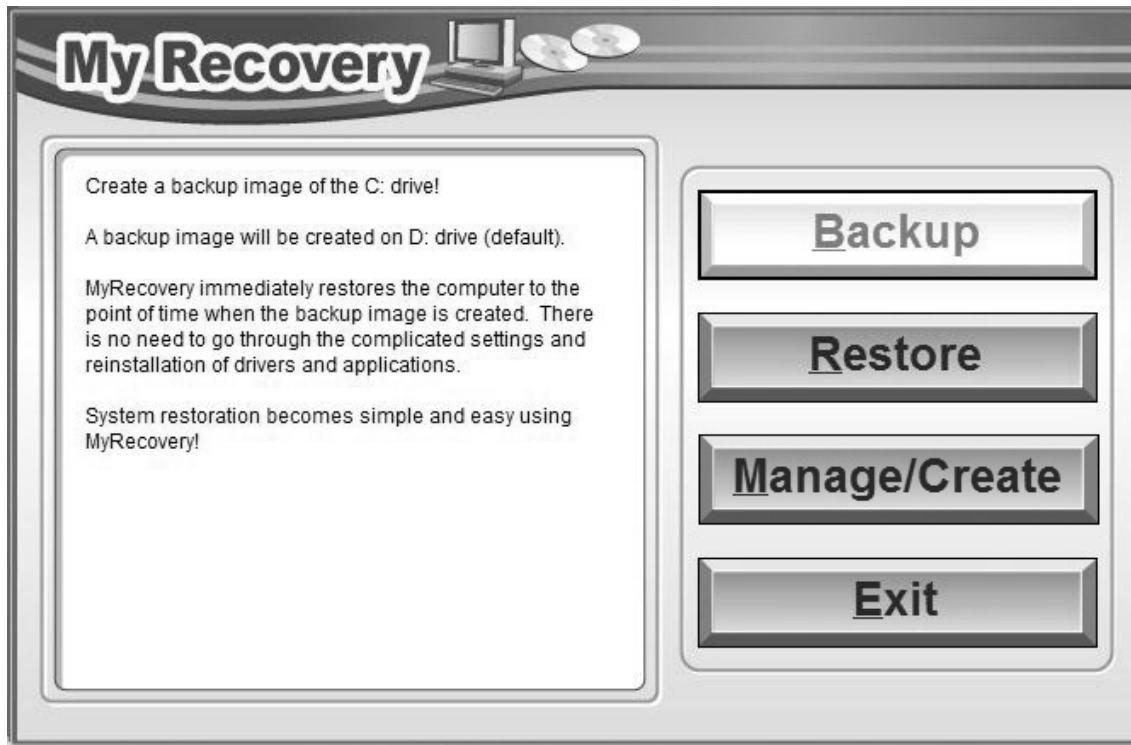 My Recovery
Create a backup image of the C: drive!
A backup image will be created on D: drive (default).
MyRecovery immediately restores the computer to the
point of time when the backup image is created.  There
is no need to go through the complicated settings and
reinstallation of drivers and applications.
System restoration becomes simple and easy using
MyRecovery!
Backup
Restore
Manage/Create
Exit